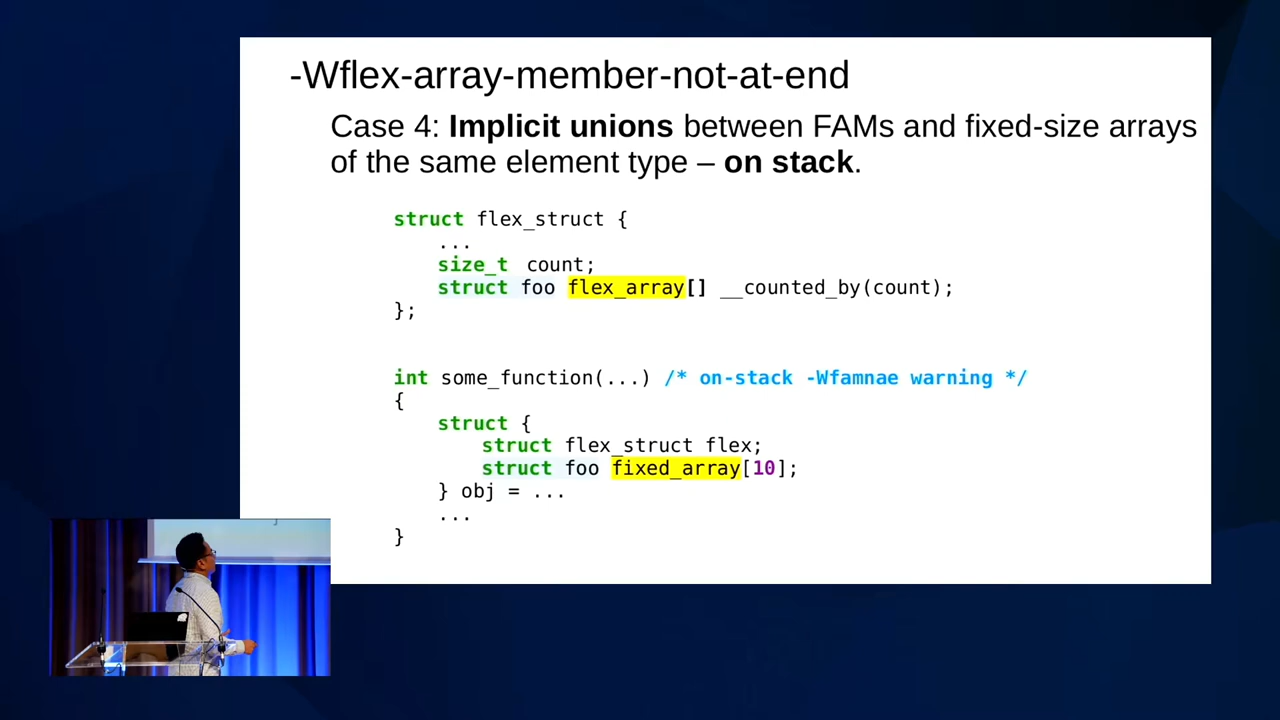 -Wflex-array-member-not-at-end
Case 4: Implicit unions between FAMs and fixed-size arrays
of the same element type – on stack.
struct flex_struct {
...
size_t count;
struct foo flex_array[] __counted_by(count);
};
int some_function(...) /* on-stack -Wfamnae warning */
{
struct {
struct flex_struct flex;
struct foo fixed_array[10];
} obj = ...
...
}